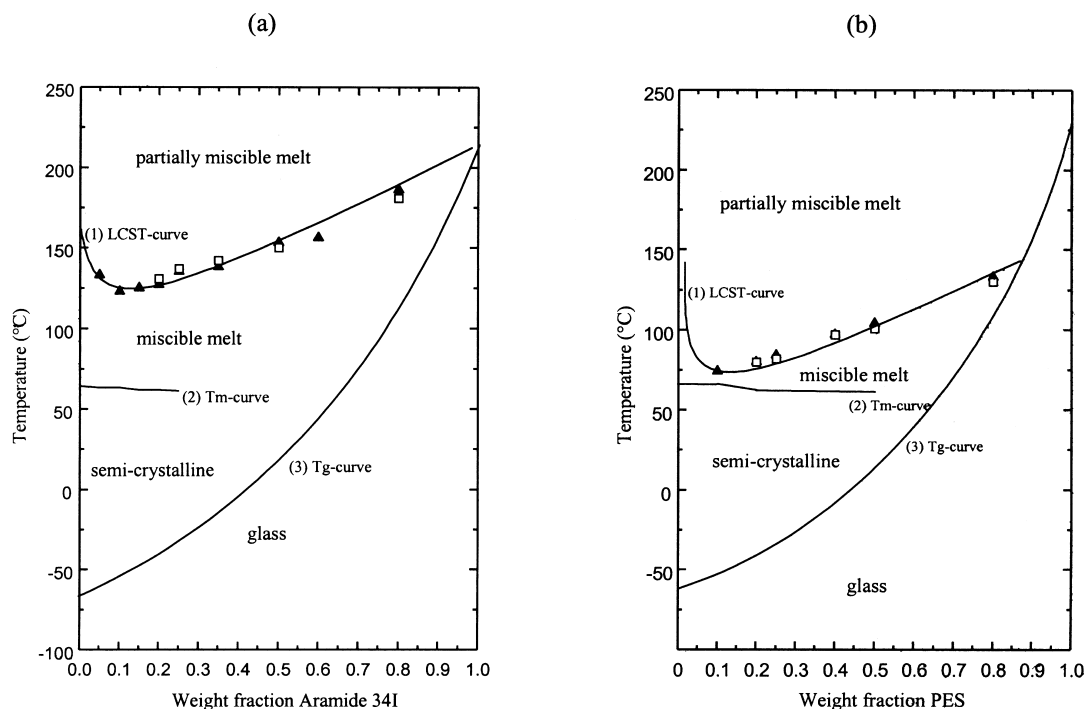 (a)
250
200
150
100
50
0
-50
-100
Temperature (°C)
partially miscible melt
(1) LCST-curve
miscible melt
(2) Tm-curve
semi-crystalline
(3) Tg-curve
glass
0.0 0.1 0.2 0.3 0.4 0.5 0.6 0.7 0.8 0.9 1.0
Weight fraction Aramide 34I
(b)
250
200
150
100
50
0
-50
Temperature (°C)
partially miscible melt
(1) LCST-curve
miscible melt
(2) Tm-curve
semi-crystalline
(3) Tg-curve
glass
0 0.1 0.2 0.3 0.4 0.5 0.6 0.7 0.8 0.9 1.0
Weight fraction PES